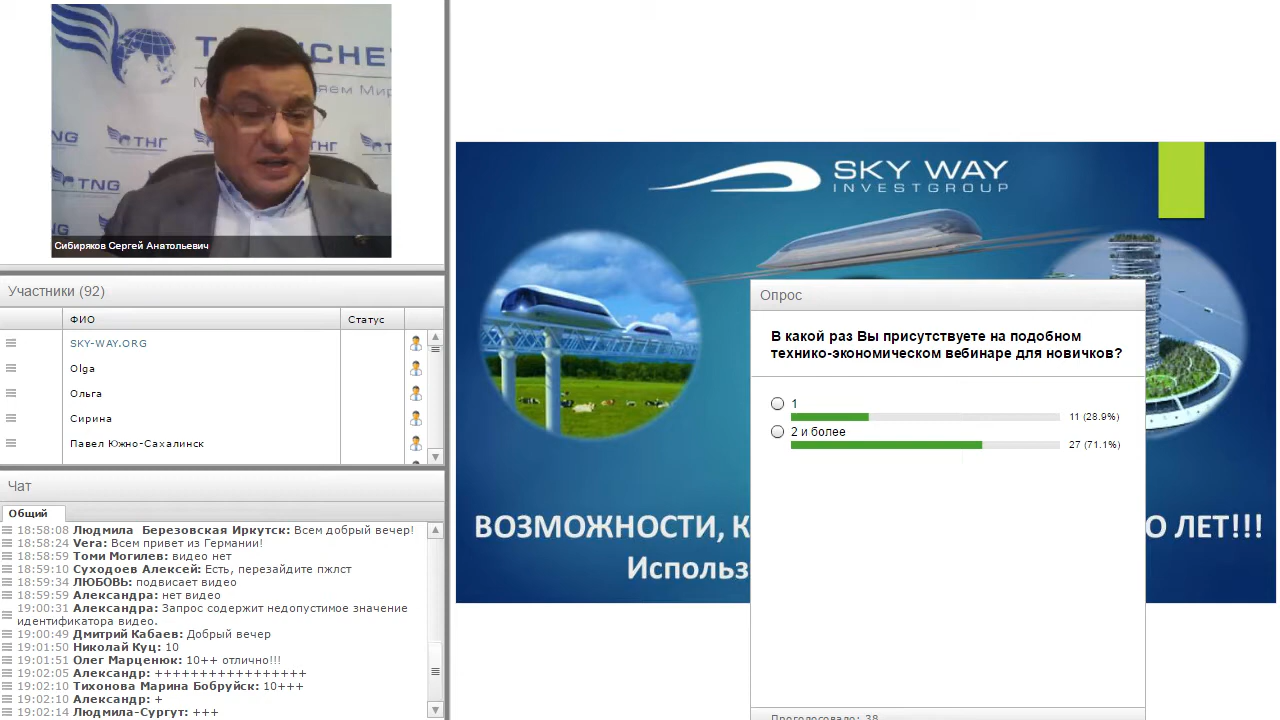 Сибиряков Сергей Анатольевич
TNG
ТНГ
TNG
Участники (92)
ФИО
Статус
SKY-WAY.ORG
Olga
Ольга
Сирина
Павел Южно-Сахалинск
Чат
Общий
18:58:08 Людмила Березовская Иркутск: Всем добрый вечер!
18:58:24 Vera: Всем привет из Германии!
18:58:59 Томи Могилев: видео нет
18:59:10 Суходоев Алексей: Есть, перезайдите пжлст
18:59:34 ЛЮБОВЬ: подвисает видео
18:59:59 Александра: нет видео
19:00:31 Александра: Запрос содержит недопустимое значение
идентификатора видео.
19:00:49 Дмитрий Кабаев: Добрый вечер
19:01:50 Николай Куц: 10
19:01:51 Олег Марценюк: 10++ отлично!!!
19:02:05 Александр: +++++++++++++++++
19:02:10 Тихонова Марина Бобруйск: 10+++
19:02:10 Александр: +
19:02:14 Людмила-Сургут: +++
SKY WAY
INVESTGROUP
ВОЗМОЖНОСТИ, К
О ЛЕТ!!!
Использ
Опрос
В какой раз Вы присутствуете на подобном
технико-экономическом вебинаре для новичков?
1
11 (28.9%)
2 и более
27 (71.1%)
Проголосовало: 38